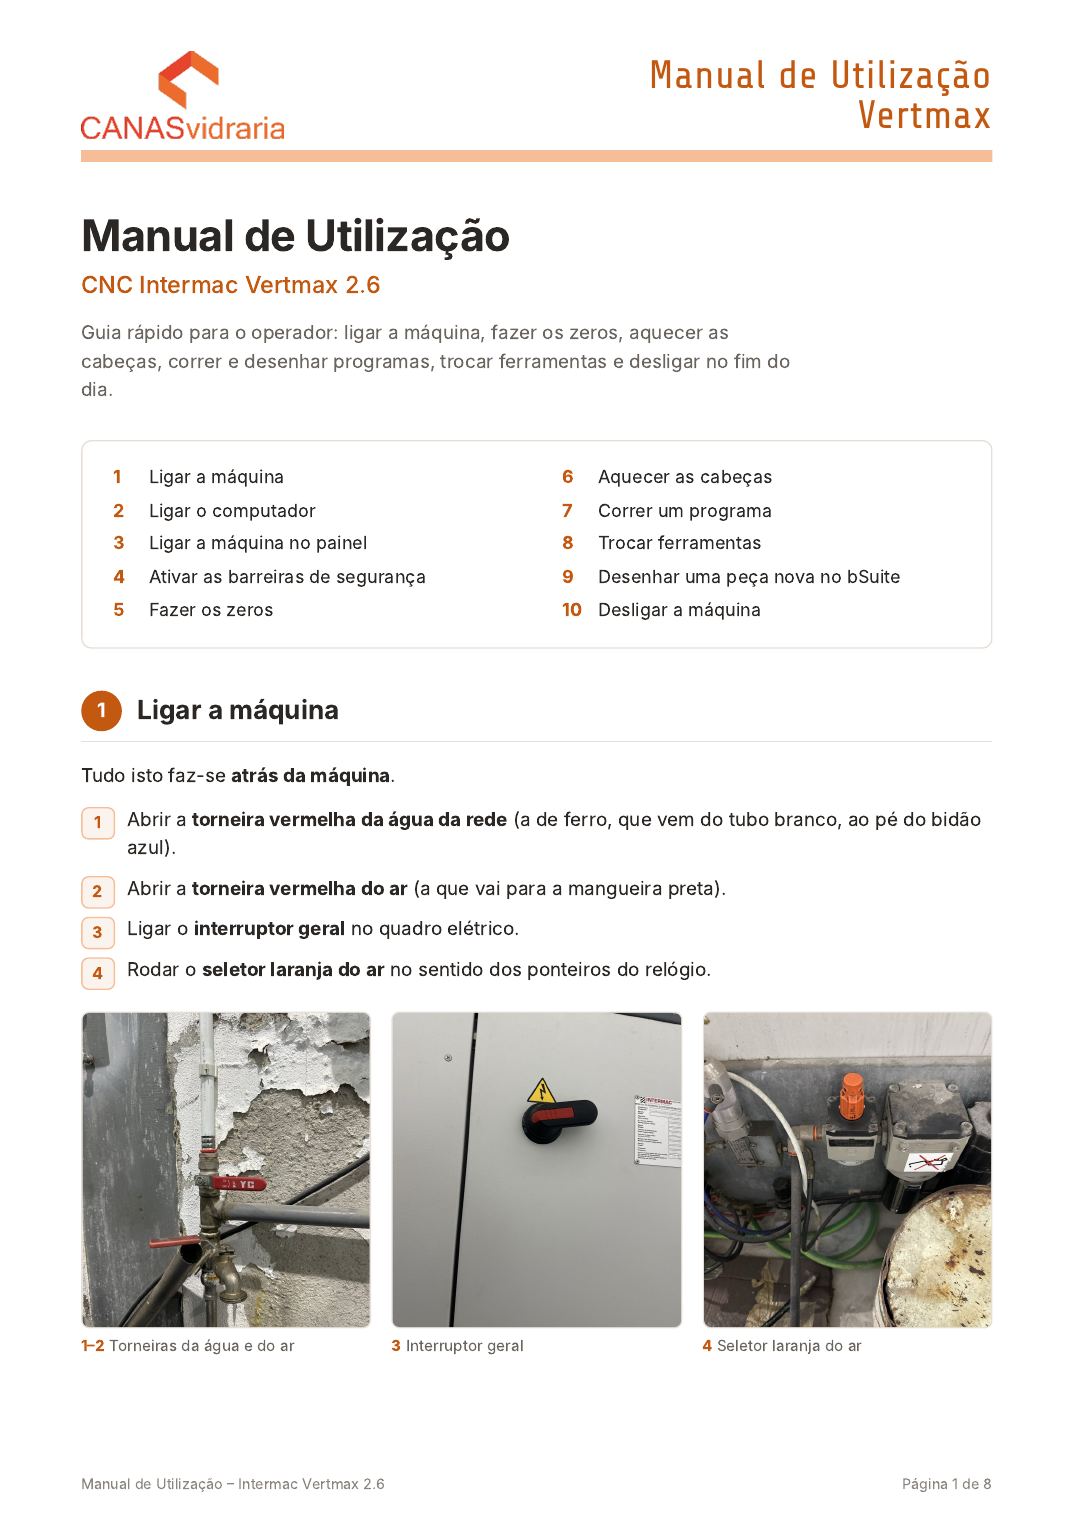 CANASvidraria
Manual de Utilização
Vertmax
Manual de Utilização
CNC Intermac Vertmax 2.6
Guia rápido para o operador: ligar a máquina, fazer os zeros, aquecer as
cabeças, correr e desenhar programas, trocar ferramentas e desligar no fim do
dia.
1 Ligar a máquina
2 Ligar o computador
3 Ligar a máquina no painel
4 Ativar as barreiras de segurança
5 Fazer os zeros
6 Aquecer as cabeças
7 Correr um programa
8 Trocar ferramentas
9 Desenhar uma peça nova no bSuite
10 Desligar a máquina
1 Ligar a máquina
Tudo isto faz-se atrás da máquina.
1 Abrir a torneira vermelha da água da rede (a de ferro, que vem do tubo branco, ao pé do bidão
azul).
2 Abrir a torneira vermelha do ar (a que vai para a mangueira preta).
3 Ligar o interruptor geral no quadro elétrico.
4 Rodar o seletor laranja do ar no sentido dos ponteiros do relógio.
INTERMAC
1–2 Torneiras da água e do ar
3 Interruptor geral
4 Seletor laranja do ar
Manual de Utilização – Intermac Vertmax 2.6
Página 1 de 8